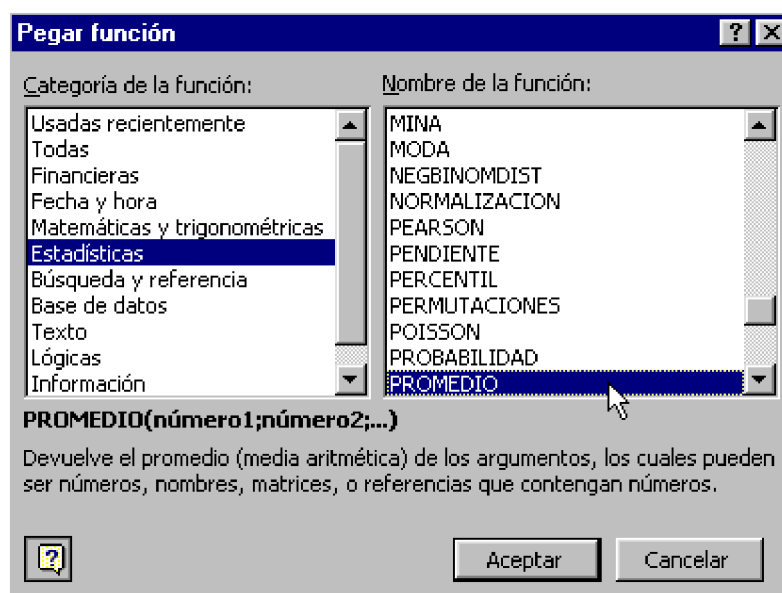 Pegar función
Categoría de la función:
Usadas recientemente
Todas
Financieras
Fecha y hora
Matemáticas y trigonométricas
Estadísticas
Búsqueda y referencia
Base de datos
Texto
Lógicas
Información
Nombre de la función:
MINA
MODA
NEGBINOMDIST
NORMALIZACION
PEARSON
PENDIENTE
PERCENTIL
PERMUTACIONES
POISSON
PROBABILIDAD
PROMEDIO
PROMEDIO(número1;número2;...)
Devuelve el promedio (media aritmética) de los argumentos, los cuales pueden
ser números, nombres, matrices, o referencias que contengan números.
Aceptar
Cancelar